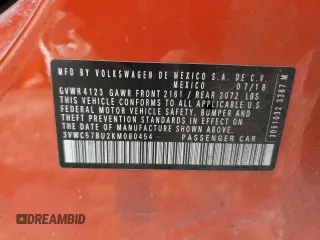 MFD. BY VOLKSWAGEN DE MEXICO S.A. DE C.V.
MEXICO 07/18
GVWR 4123 GAWR FRONT 2161 / REAR 2072 LBS
THIS VEHICLE CONFORMS TO ALL APPLICABLE
FEDERAL MOTOR VEHICLE SAFETY, BUMPER AND
THEFT PREVENTION STANDARDS IN EFFECT ON
THE DATE OF MANUFACTURE SHOWN ABOVE.
3VWC57BU2KM080454 PASSENGER CAR